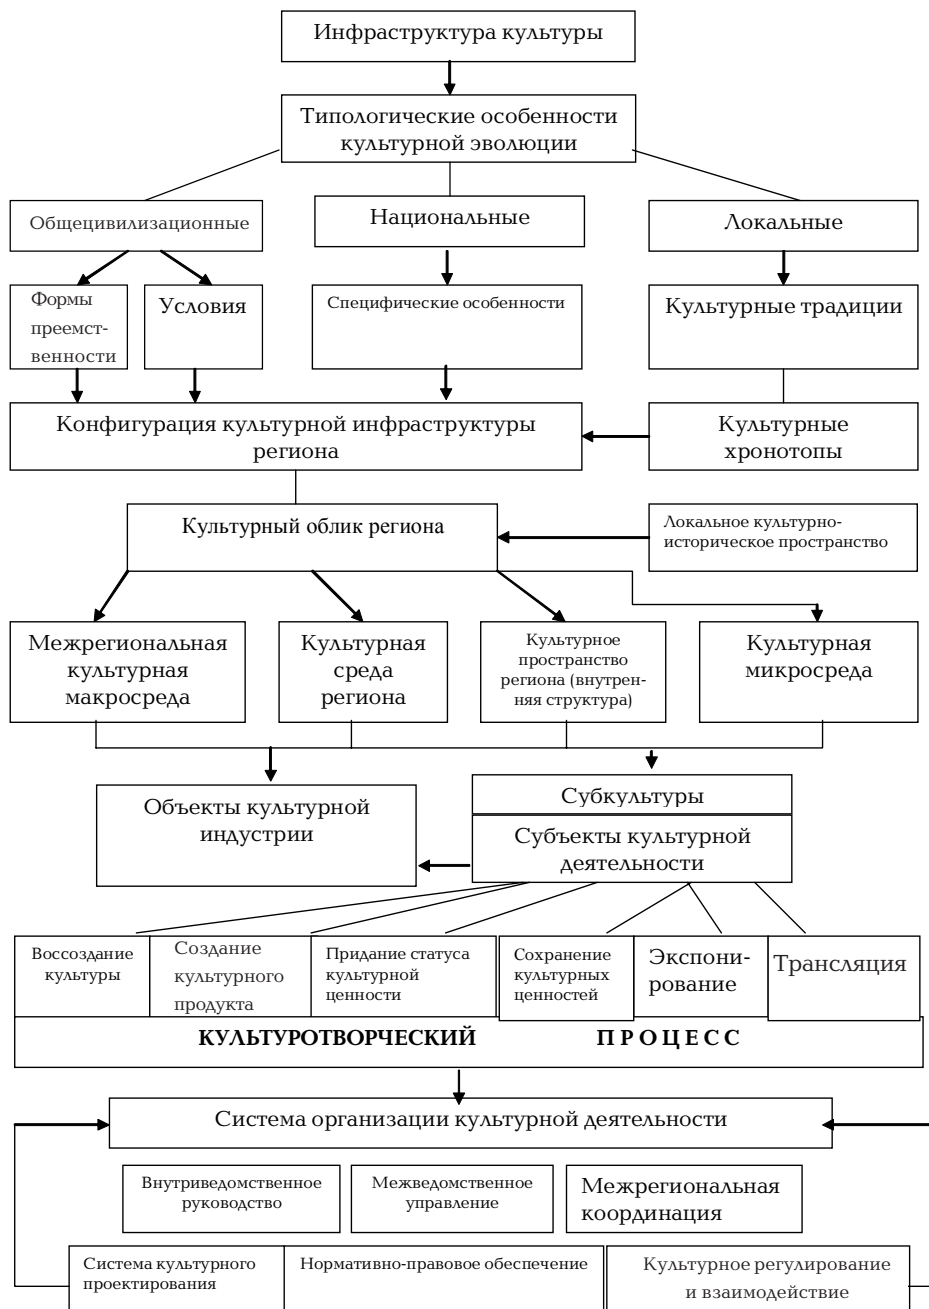 Инфраструктура культуры
Типологические особенности
культурной эволюции
Общецивилизационные
Национальные
Локальные
Формы
преемст-
венности
Условия
Специфические особенности
Культурные традиции
Конфигурация культурной инфраструктуры
региона
Культурные
хронотопы
Культурный облик региона
Локальное культурно-
историческое пространство
Межрегиональная
культурная
макросреда
Культурная
среда
региона
Культурное
пространство
региона (внутрен-
няя структура)
Культурная
микросреда
Объекты культурной
индустрии
Субкультуры
Субъекты культурной
деятельности
Воссоздание
культуры
Создание
культурного
продукта
Придание статуса
культурной
ценности
Сохранение
культурных
ценностей
Экспони-
рование
Трансляция
КУЛЬТУРОТВОРЧЕСКИЙ П Р О Ц Е С С
Система организации культурной деятельности
Внутриведомственное
руководство
Межведомственное
управление
Межрегиональная
координация
Система культурного
проектирования
Нормативно-правовое обеспечение
Культурное регулирование
и взаимодействие